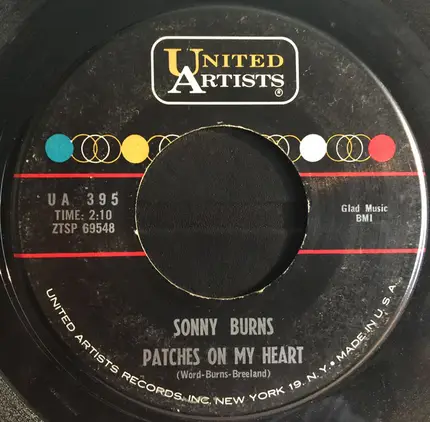 UNITED
ARTISTS
®
UA 395
TIME: 2:10
ZTSP 69548
Glad Music
BMI
SONNY BURNS
PATCHES ON MY HEART
(Word-Burns-Breeland)
UNITED ARTISTS RECORDS, INC, NEW YORK 19, N.Y. • MADE IN U.S.A.